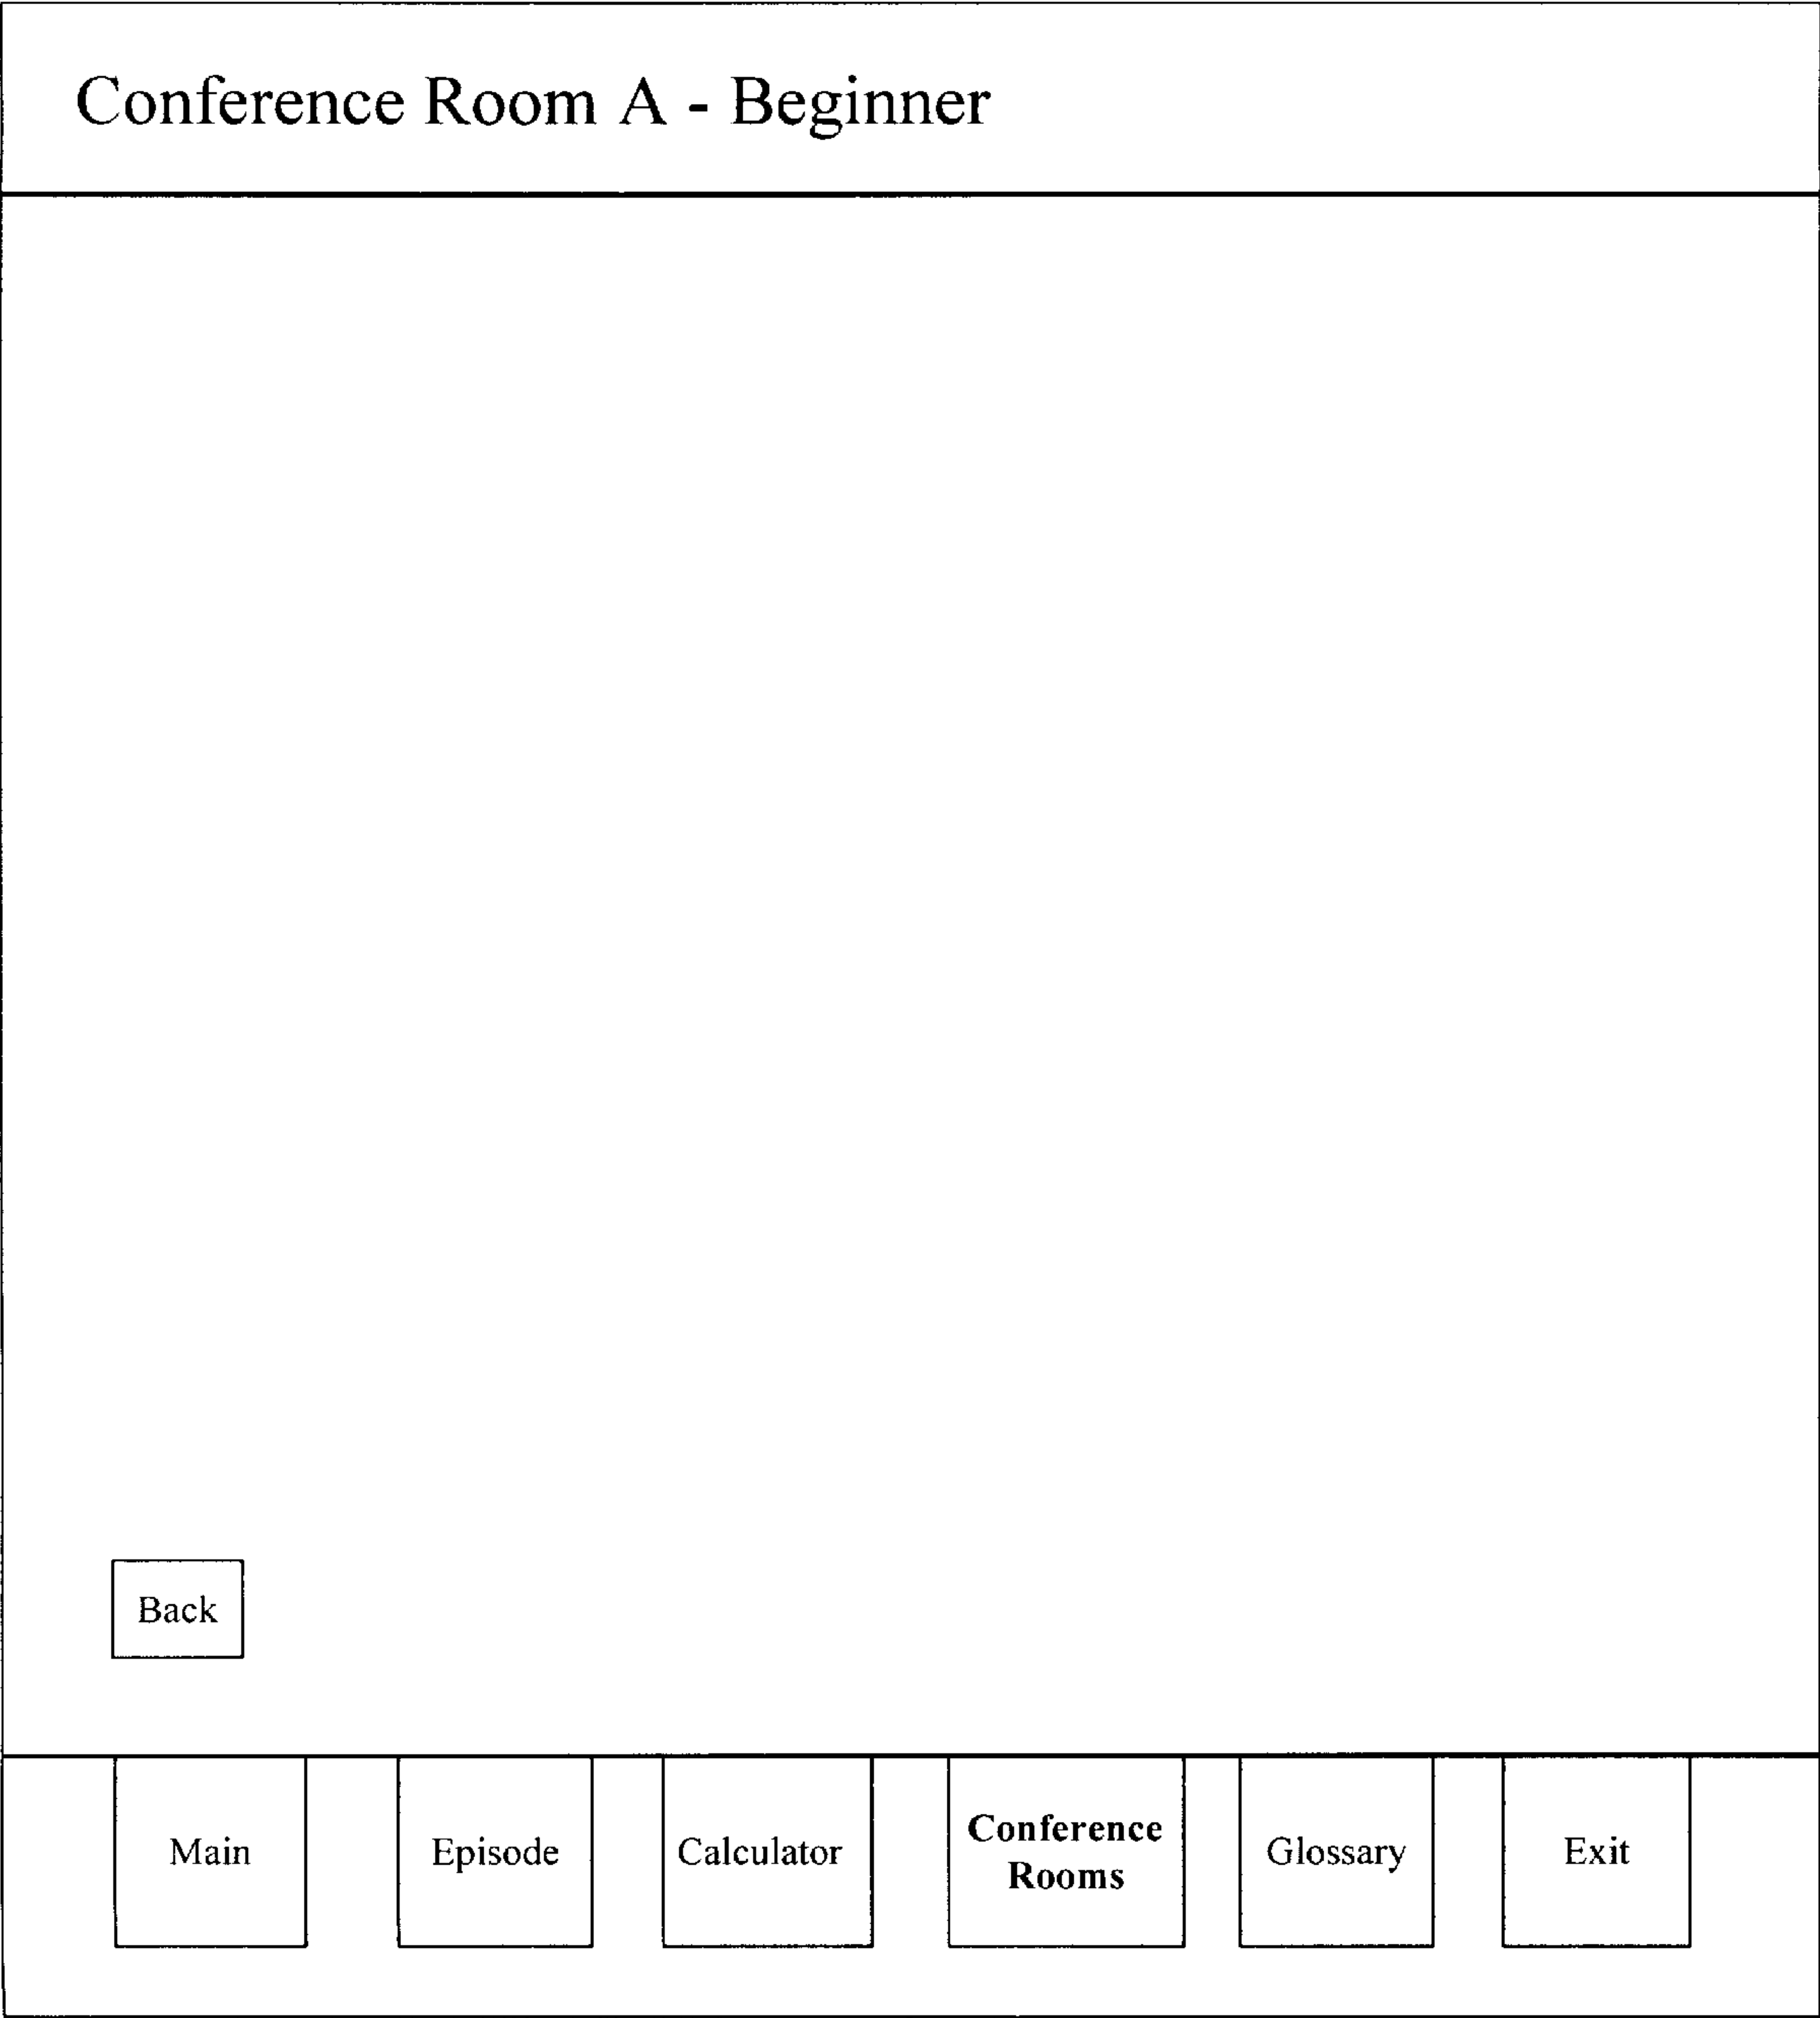 Conference Room A - Beginner
Back
Main
Episode
Calculator
Conference
Rooms
Glossary
Exit